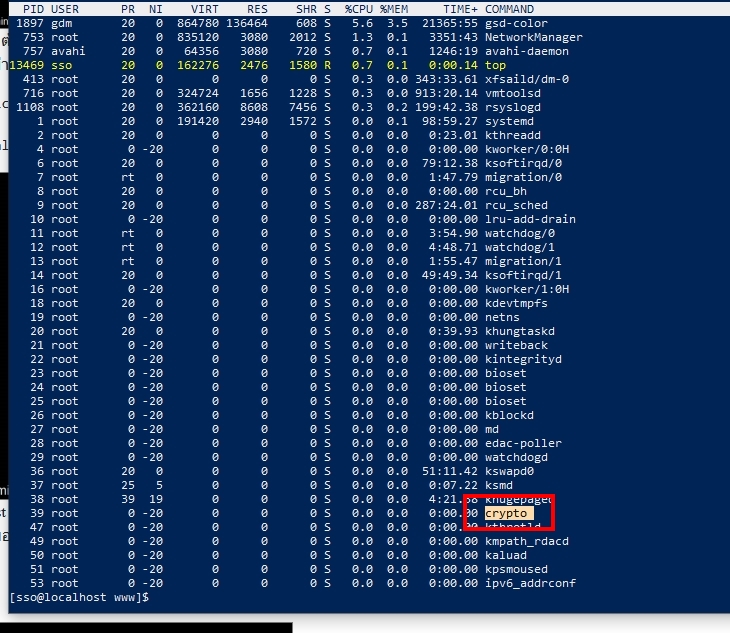 PID USER PR NI VIRT RES SHR S %CPU %MEM TIME+ COMMAND
1897 gdm 20 0 864780 136464 608 S 5.6 3.5 21365:55 gsd-color
753 root 20 0 835120 3080 2012 S 1.3 0.1 3351:43 NetworkManager
757 avahi 20 0 64356 3080 720 S 0.7 0.1 1246:19 avahi-daemon
13469 sso 20 0 162276 2476 1580 R 0.7 0.1 0:00.14 top
413 root 20 0 0 0 0 S 0.3 0.0 343:33.61 xfsaild/dm-0
716 root 20 0 324724 1656 1228 S 0.3 0.0 913:20.14 vmtoolsd
1108 root 20 0 362160 8608 7456 S 0.3 0.2 199:42.38 rsyslogd
1 root 20 0 191420 2940 1572 S 0.0 0.1 98:59.27 systemd
2 root 20 0 0 0 0 S 0.0 0.0 0:23.01 kthreadd
4 root 0 -20 0 0 0 S 0.0 0.0 0:00.00 kworker/0:0H
6 root 20 0 0 0 0 S 0.0 0.0 79:12.38 ksoftirqd/0
7 root rt 0 0 0 0 S 0.0 0.0 1:47.79 migration/0
8 root 20 0 0 0 0 S 0.0 0.0 0:00.00 rcu_bh
9 root 20 0 0 0 0 S 0.0 0.0 287:24.01 rcu_sched
10 root 0 -20 0 0 0 S 0.0 0.0 0:00.00 lru-add-drain
11 root rt 0 0 0 0 S 0.0 0.0 3:54.90 watchdog/0
12 root rt 0 0 0 0 S 0.0 0.0 4:48.71 watchdog/1
13 root rt 0 0 0 0 S 0.0 0.0 1:55.47 migration/1
14 root 20 0 0 0 0 S 0.0 0.0 49:49.34 ksoftirqd/1
16 root 0 -20 0 0 0 S 0.0 0.0 0:00.00 kworker/1:0H
18 root 20 0 0 0 0 S 0.0 0.0 0:00.00 kdevtmpfs
19 root 0 -20 0 0 0 S 0.0 0.0 0:00.00 netns
20 root 20 0 0 0 0 S 0.0 0.0 0:39.93 khungtaskd
21 root 0 -20 0 0 0 S 0.0 0.0 0:00.00 writeback
22 root 0 -20 0 0 0 S 0.0 0.0 0:00.00 kintegrityd
23 root 0 -20 0 0 0 S 0.0 0.0 0:00.00 bioset
24 root 0 -20 0 0 0 S 0.0 0.0 0:00.00 bioset
25 root 0 -20 0 0 0 S 0.0 0.0 0:00.00 bioset
26 root 0 -20 0 0 0 S 0.0 0.0 0:00.00 kblockd
27 root 0 -20 0 0 0 S 0.0 0.0 0:00.00 md
28 root 0 -20 0 0 0 S 0.0 0.0 0:00.00 edac-poller
29 root 0 -20 0 0 0 S 0.0 0.0 0:00.00 watchdogd
36 root 20 0 0 0 0 S 0.0 0.0 51:11.42 kswapd0
37 root 25 5 0 0 0 S 0.0 0.0 0:07.22 ksmd
38 root 39 19 0 0 0 S 0.0 0.0 khugepaged
39 root 0 -20 0 0 0 S 0.0 0.0 0:00.00 crypto
47 root 0 -20 0 0 0 S 0.0 0.0 0:00.00 kthrotld
49 root 0 -20 0 0 0 S 0.0 0.0 0:00.00 kmpath_rdacd
50 root 0 -20 0 0 0 S 0.0 0.0 0:00.00 kaluad
51 root 0 -20 0 0 0 S 0.0 0.0 0:00.00 kpsmoused
53 root 0 -20 0 0 0 S 0.0 0.0 0:00.00 ipv6_addrconf
[sso@localhost www]$